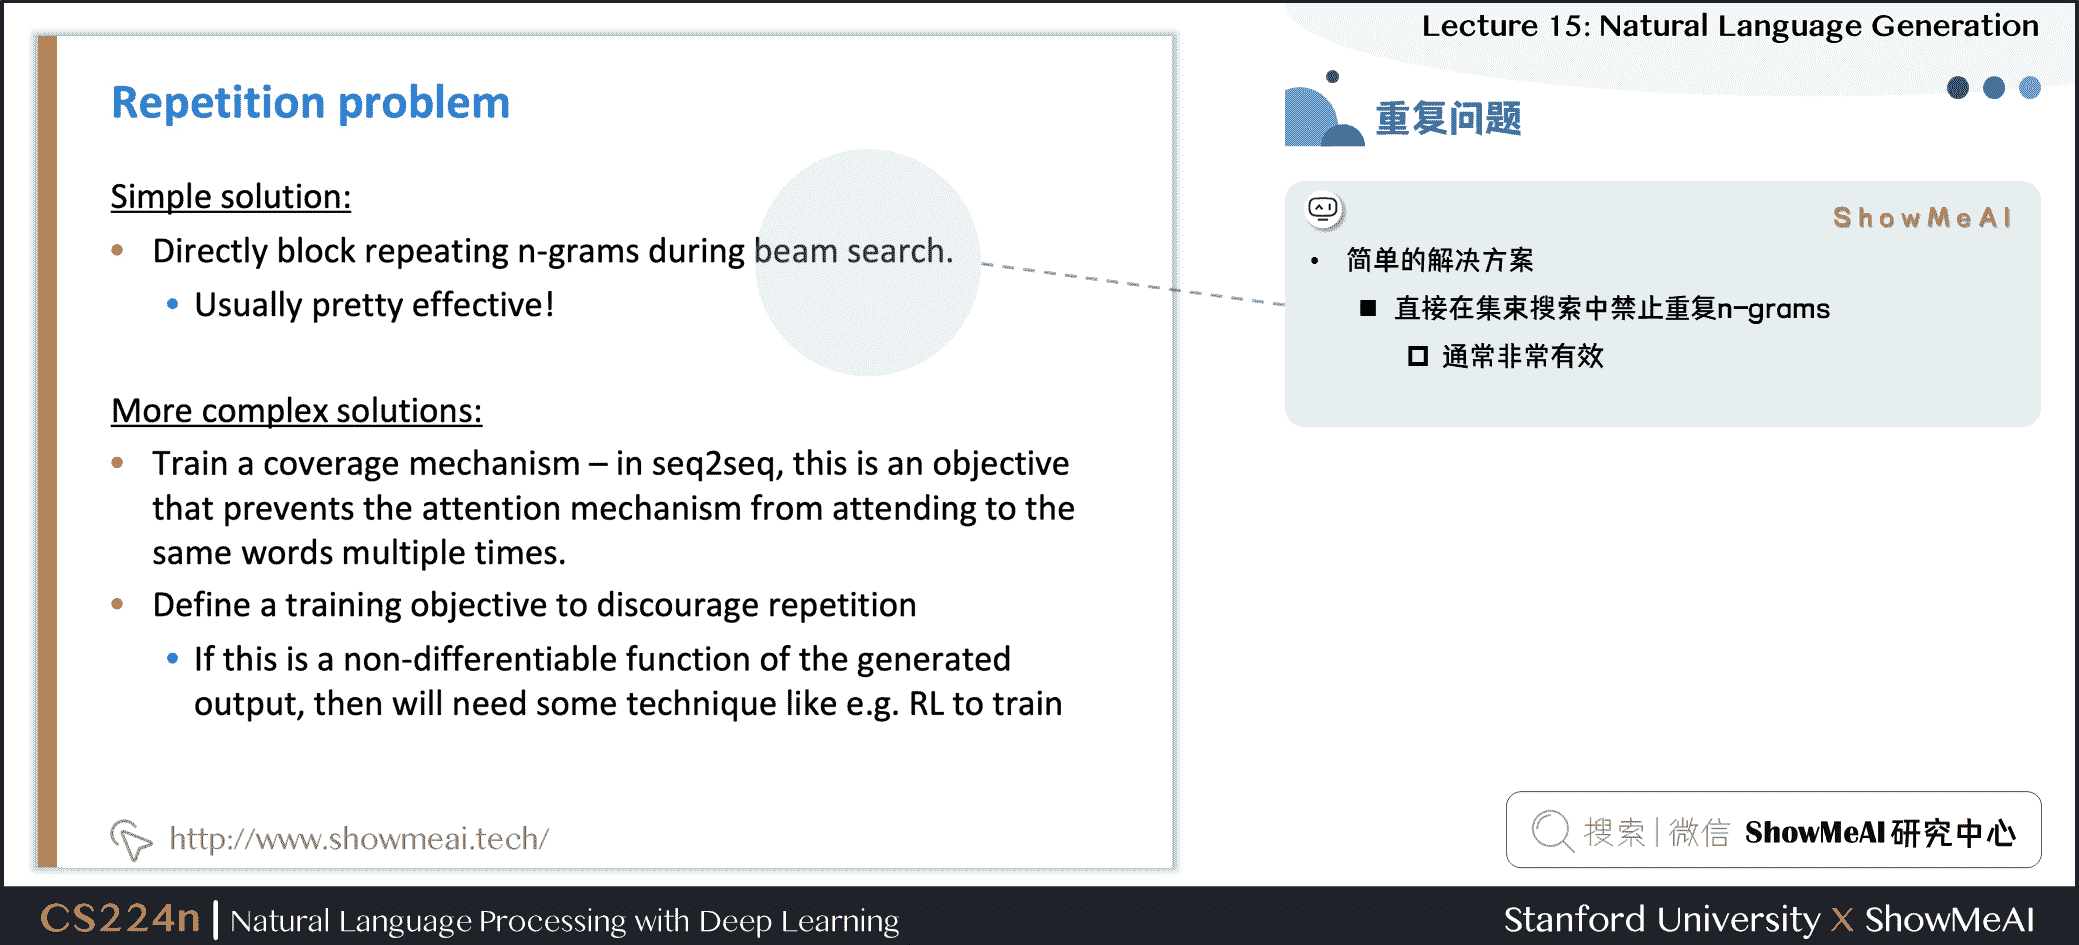 Lecture 15: Natural Language Generation
Repetition problem
Simple solution:
• Directly block repeating n-grams during beam search.
• Usually pretty effective!
More complex solutions:
• Train a coverage mechanism – in seq2seq, this is an objective
that prevents the attention mechanism from attending to the
same words multiple times.
• Define a training objective to discourage repetition
• If this is a non-differentiable function of the generated
output, then will need some technique like e.g. RL to train
http://www.showmeai.tech/
重复问题
ShowMeAI
• 简单的解决方案
■ 直接在集束搜索中禁止重复n-grams
□ 通常非常有效
搜索|微信 ShowMeAI研究中心
CS224n | Natural Language Processing with Deep Learning
Stanford University X ShowMeAI